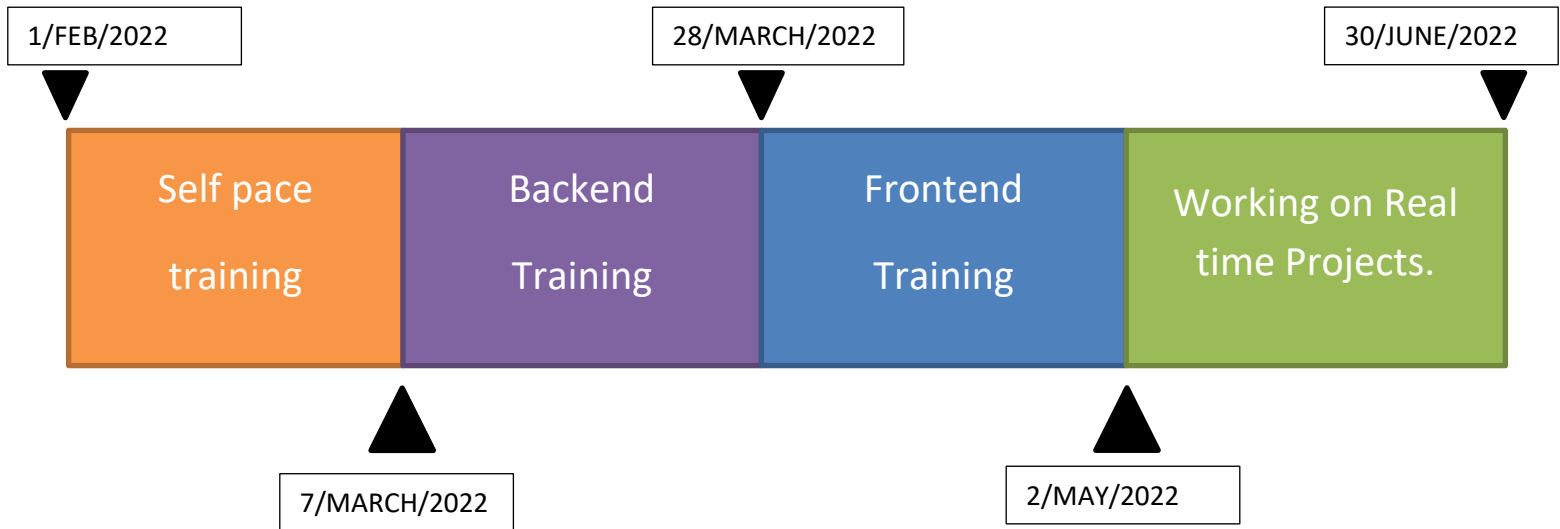 1/FEB/2022
28/MARCH/2022
30/JUNE/2022
Self pace
training
Backend
Training
Frontend
Training
Working on Real
time Projects.
7/MARCH/2022
2/MAY/2022